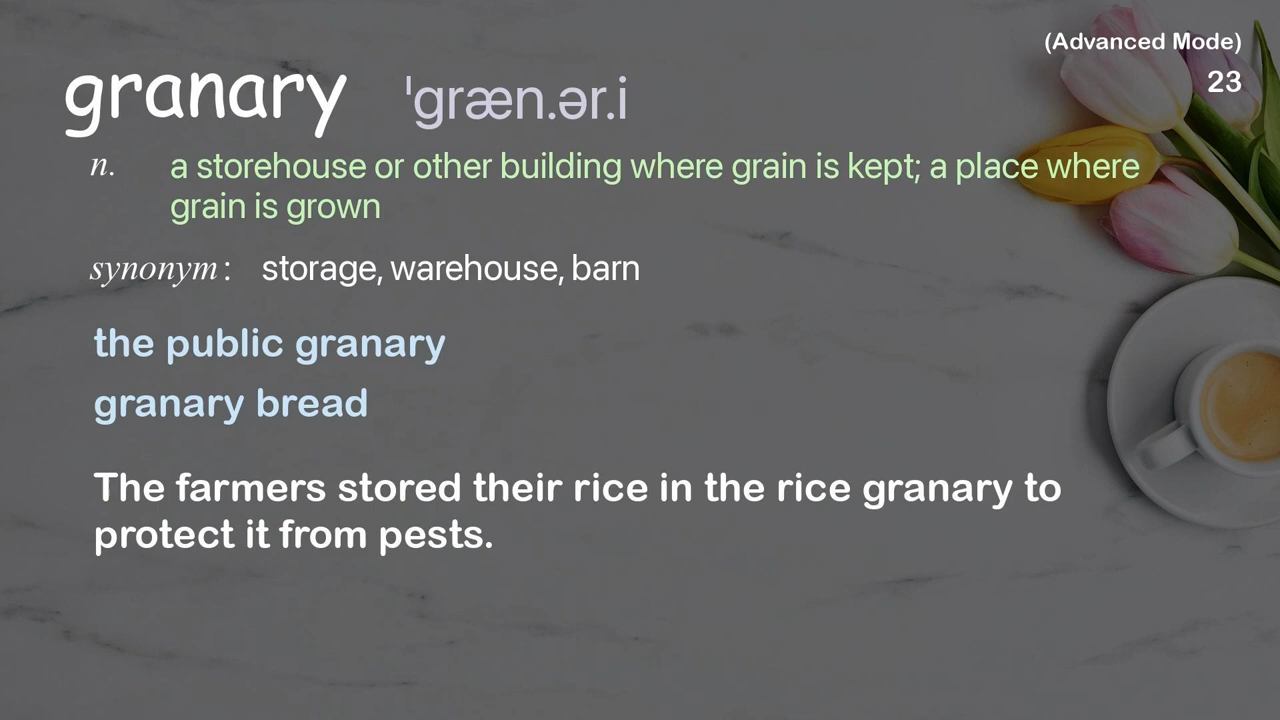 (Advanced Mode)
23
granary ˈɡræn.ər.i
n. a storehouse or other building where grain is kept; a place where
grain is grown
synonym: storage, warehouse, barn
the public granary
granary bread
The farmers stored their rice in the rice granary to
protect it from pests.